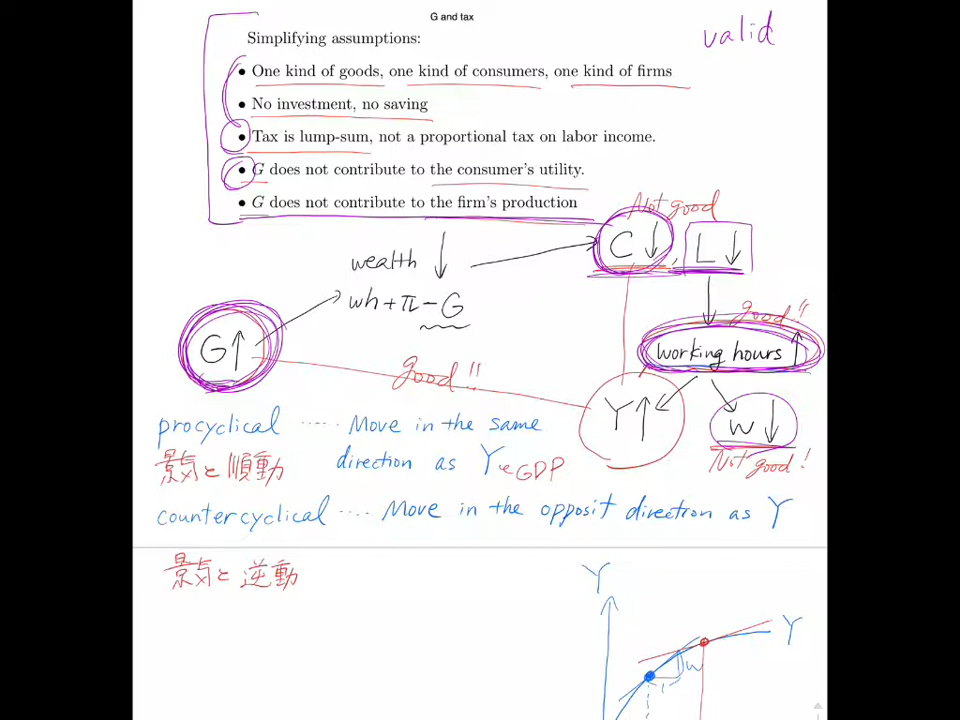 G and tax
valid
Simplifying assumptions:
• One kind of goods, one kind of consumers, one kind of firms
• No investment, no saving
• Tax is lump-sum, not a proportional tax on labor income.
• G does not contribute to the consumer's utility.
• G does not contribute to the firm's production
Not good
wealth ↓
C ↓, L ↓
wh + π − G
good!!
G ↑
working hours ↑
good!!
Y ↑
w ↓
Not good!
procyclical ····· Move in the same
direction as Y ← GDP
景気と順動
countercyclical ···· Move in the opposit direction as Y
景気と逆動
Y
Y
w
1